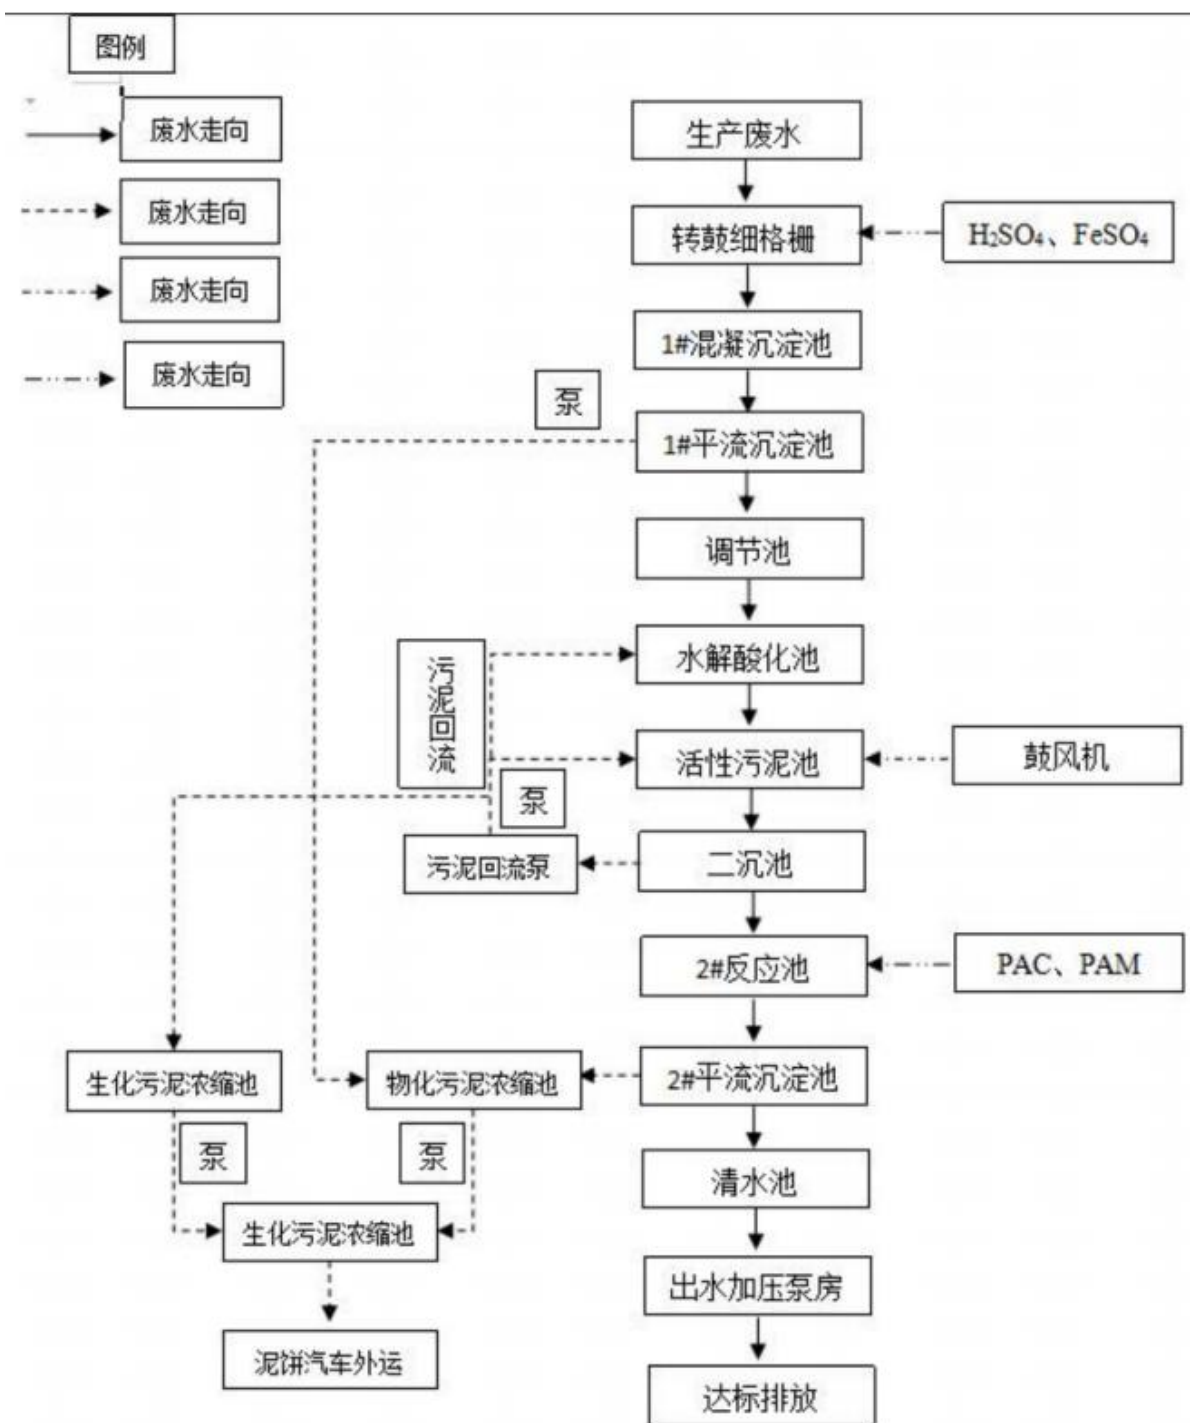 图例
废水走向
废水走向
废水走向
废水走向
生产废水
转鼓细格栅
H₂SO₄、FeSO₄
1#混凝沉淀池
泵
1#平流沉淀池
调节池
污泥回流
水解酸化池
活性污泥池
鼓风机
泵
污泥回流泵
二沉池
2#反应池
PAC、PAM
生化污泥浓缩池
物化污泥浓缩池
2#平流沉淀池
泵
泵
清水池
生化污泥浓缩池
出水加压泵房
泥饼汽车外运
达标排放